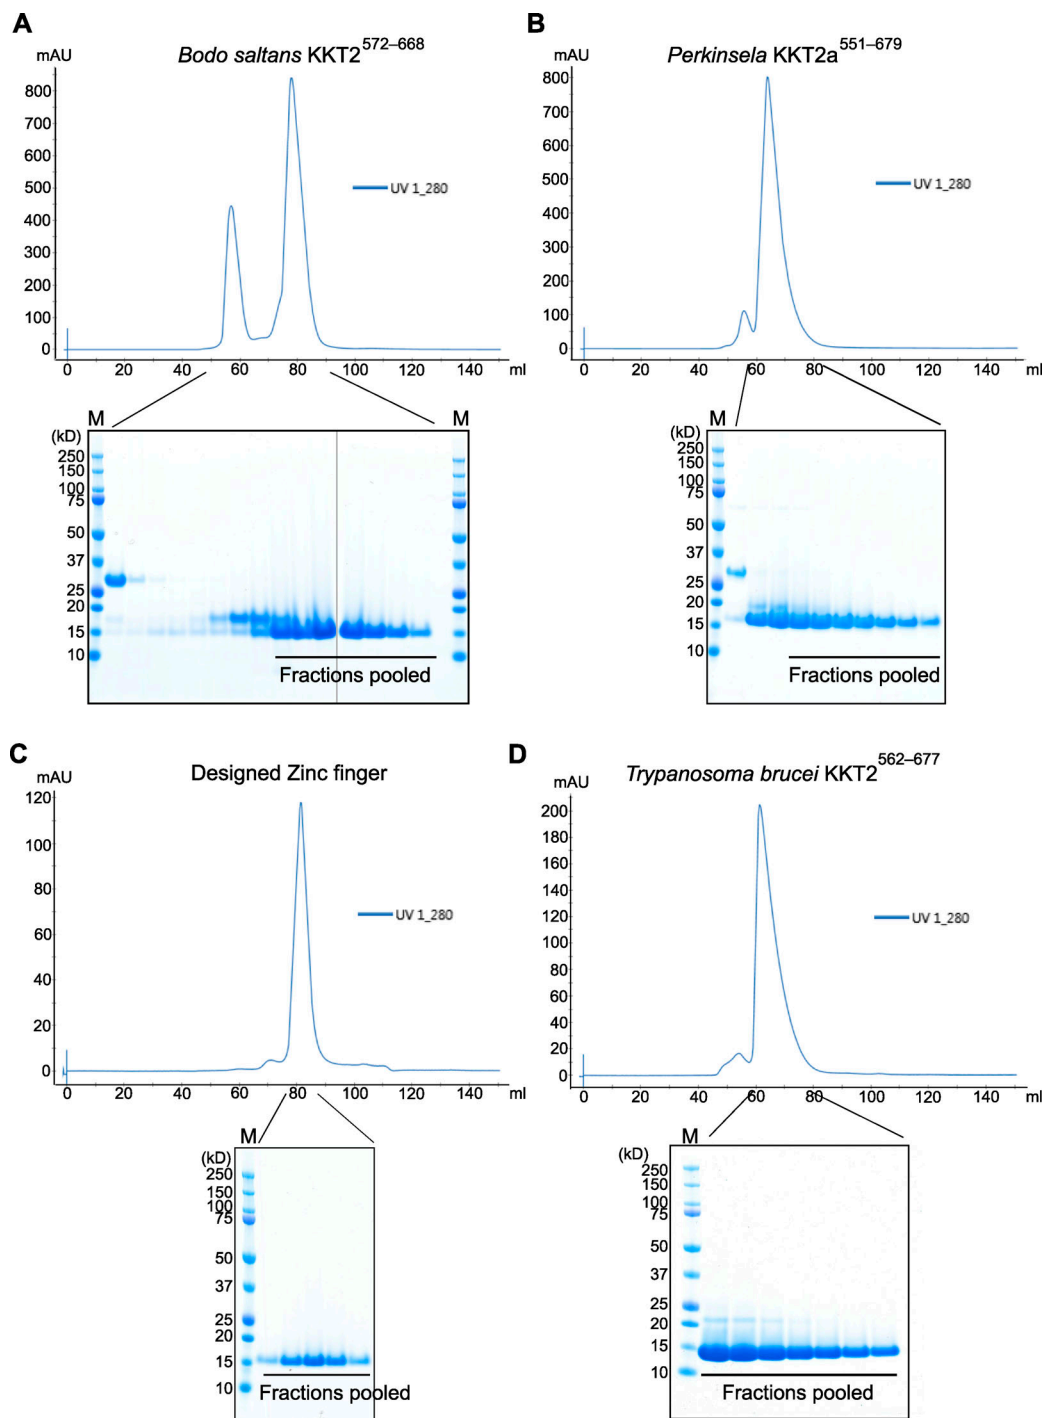 A
Bodo saltans KKT2^572–668
mAU
800
700
600
500
400
300
200
100
0
UV 1_280
0 20 40 60 80 100 120 140 ml
M M
(kD)
250
150
100
75
50
37
25
20
15
10
Fractions pooled
B
Perkinsela KKT2a^551–679
mAU
800
700
600
500
400
300
200
100
0
UV 1_280
0 20 40 60 80 100 120 140 ml
M
(kD)
250
150
100
75
50
37
25
20
15
10
Fractions pooled
C
Designed Zinc finger
mAU
120
100
80
60
40
20
0
UV 1_280
0 20 40 60 80 100 120 140 ml
M
(kD)
250
150
100
75
50
37
25
20
15
10
Fractions pooled
D
Trypanosoma brucei KKT2^562–677
mAU
200
180
160
140
120
100
80
60
40
20
0
UV 1_280
0 20 40 60 80 100 120 140 ml
M
(kD)
250
150
100
75
50
37
25
20
15
10
Fractions pooled